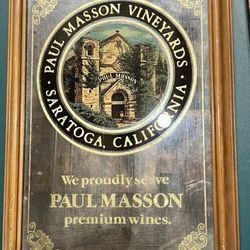 · PAUL MASSON VINEYARDS ·
SARATOGA, CALIFORNIA
PAUL MASSON
We proudly serve
PAUL MASSON
premium wines.